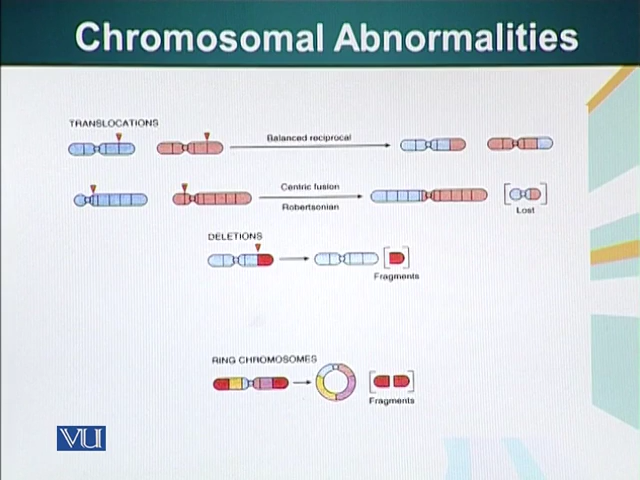 Chromosomal Abnormalities
TRANSLOCATIONS
Balanced reciprocal
Centric fusion
Robertsonian
Lost
DELETIONS
Fragments
RING CHROMOSOMES
Fragments
VU